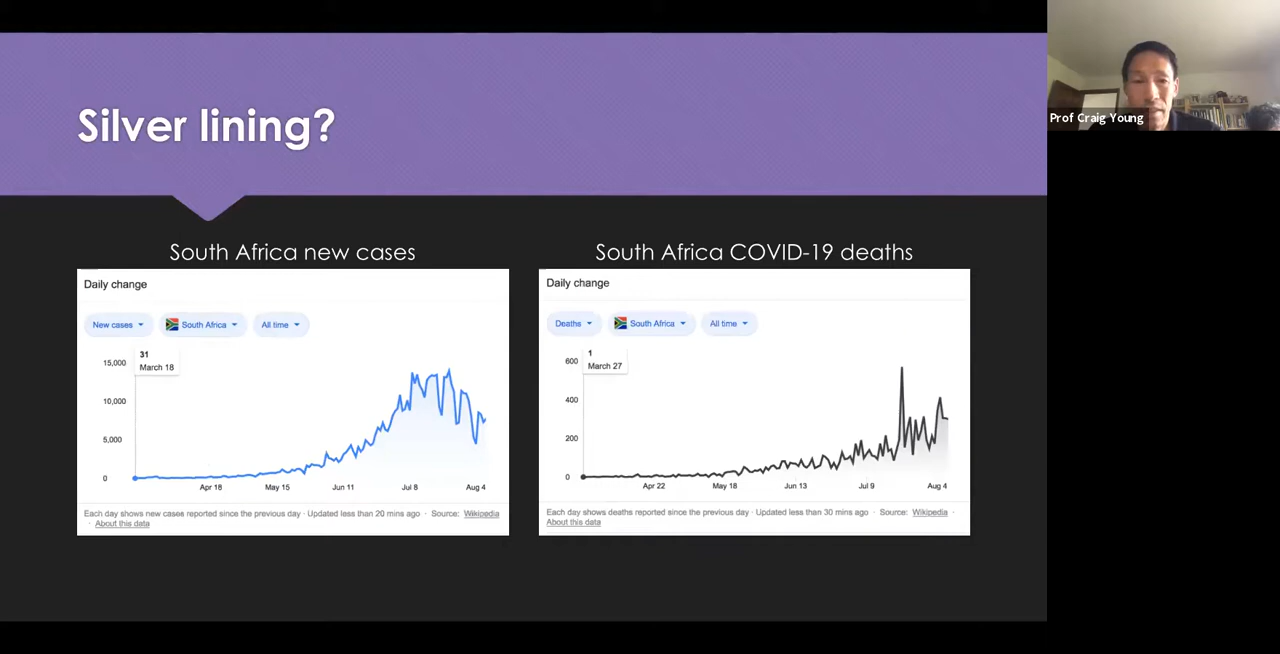 Silver lining?
Prof Craig Young
South Africa new cases
Daily change
New cases
South Africa
All time
31
March 18
15,000
10,000
5,000
0
Apr 18 May 15 Jun 11 Jul 8 Aug 4
Each day shows new cases reported since the previous day · Updated less than 20 mins ago · Source: Wikipedia
· About this data
South Africa COVID-19 deaths
Daily change
Deaths
South Africa
All time
1
March 27
600
400
200
0
Apr 22 May 18 Jun 13 Jul 9 Aug 4
Each day shows deaths reported since the previous day · Updated less than 30 mins ago · Source: Wikipedia ·
About this data